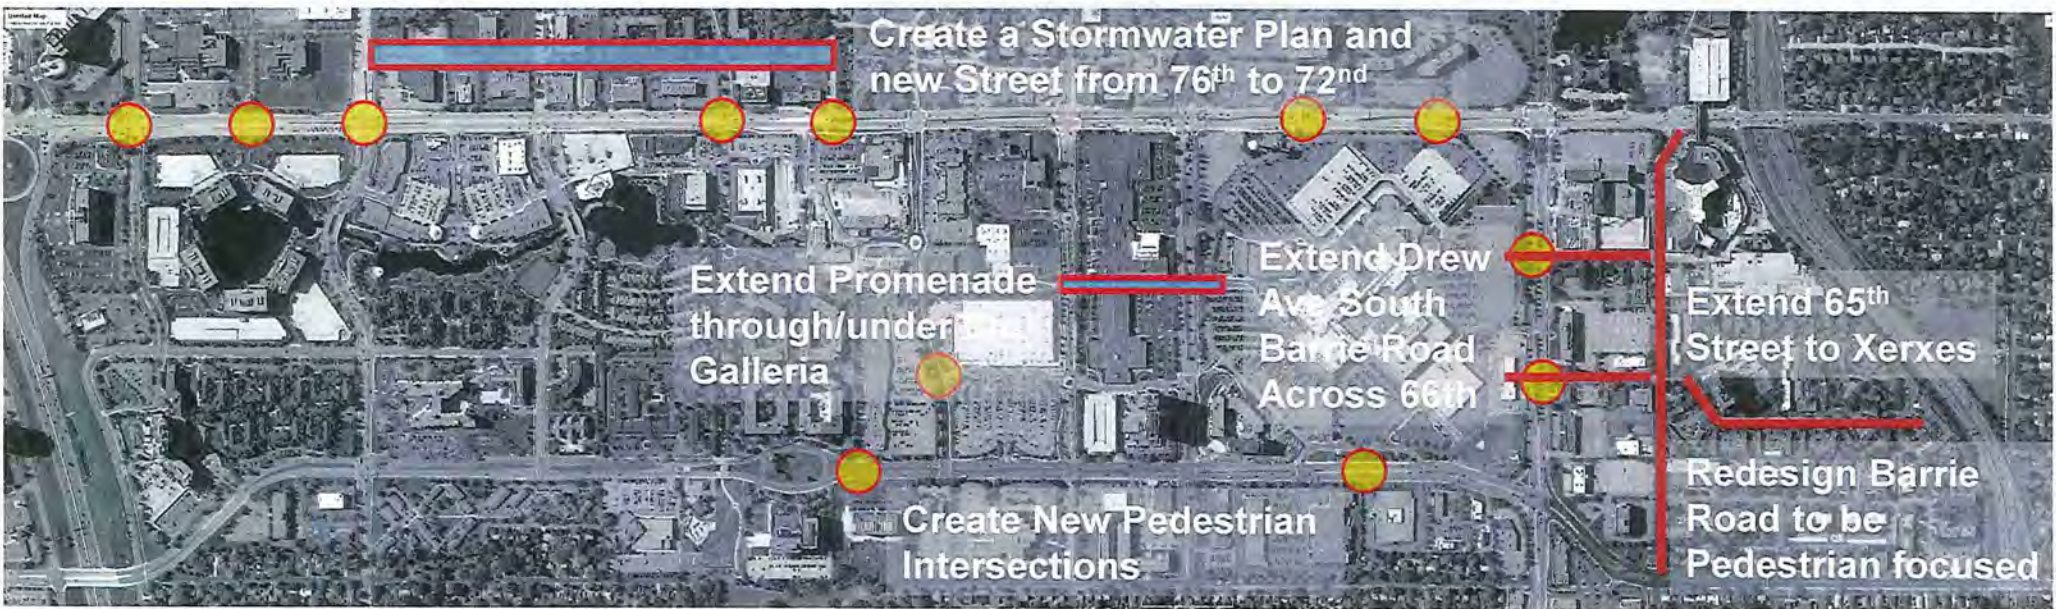 Create a Stormwater Plan and
new Street from 76th to 72nd
Extend Promenade
through/under
Galleria
Extend Drew
Ave South
Barrie Road
Across 66th
Extend 65th
Street to Xerxes
Redesign Barrie
Road to be
Pedestrian focused
Create New Pedestrian
Intersections